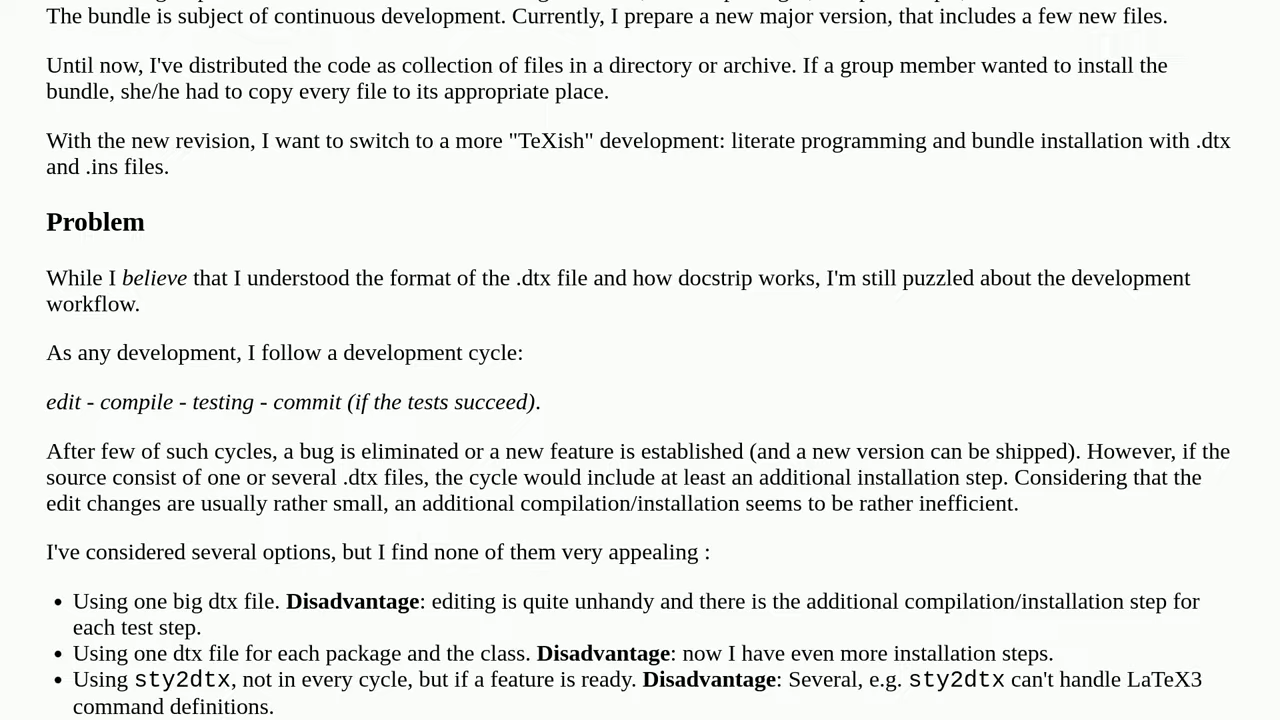 The bundle is subject of continuous development. Currently, I prepare a new major version, that includes a few new files.
Until now, I've distributed the code as collection of files in a directory or archive. If a group member wanted to install the
bundle, she/he had to copy every file to its appropriate place.
With the new revision, I want to switch to a more "TeXish" development: literate programming and bundle installation with .dtx
and .ins files.
Problem
While I believe that I understood the format of the .dtx file and how docstrip works, I'm still puzzled about the development
workflow.
As any development, I follow a development cycle:
edit - compile - testing - commit (if the tests succeed).
After few of such cycles, a bug is eliminated or a new feature is established (and a new version can be shipped). However, if the
source consist of one or several .dtx files, the cycle would include at least an additional installation step. Considering that the
edit changes are usually rather small, an additional compilation/installation seems to be rather inefficient.
I've considered several options, but I find none of them very appealing :
• Using one big dtx file. Disadvantage: editing is quite unhandy and there is the additional compilation/installation step for
each test step.
• Using one dtx file for each package and the class. Disadvantage: now I have even more installation steps.
• Using sty2dtx, not in every cycle, but if a feature is ready. Disadvantage: Several, e.g. sty2dtx can't handle LaTeX3
command definitions.